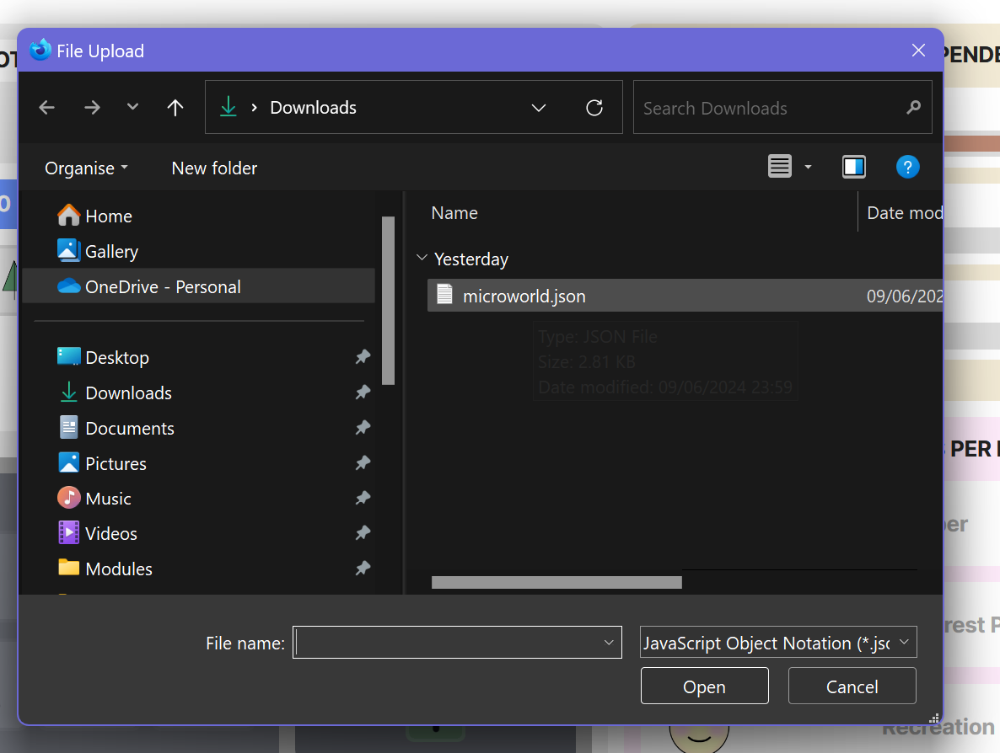 File Upload
Downloads
Search Downloads
Organise
New folder
?
Home
Gallery
OneDrive - Personal
Desktop
Downloads
Documents
Pictures
Music
Videos
Modules
Name
Date mod
Yesterday
microworld.json
09/06/202
Type: JSON File
Size: 2.81 KB
Date modified: 09/06/2024 23:59
File name:
JavaScript Object Notation (*.jsc
Open
Cancel
OT
0
PENDE
PER
er
rest P
Recreation